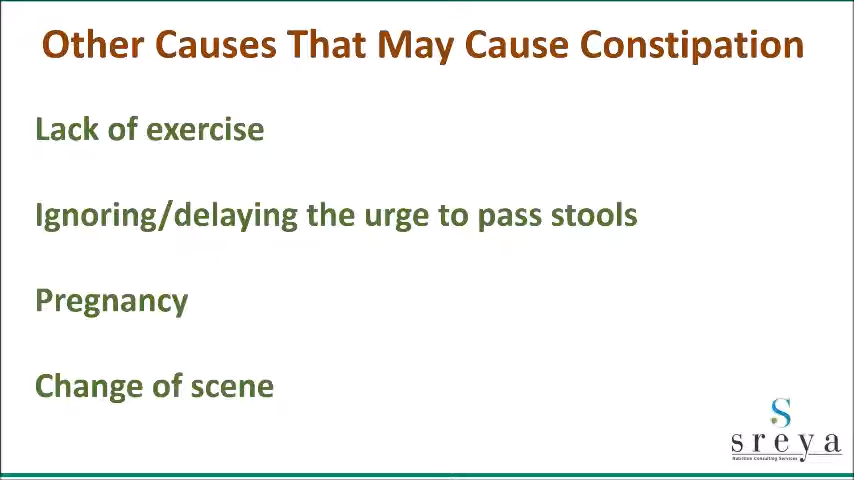 Other Causes That May Cause Constipation
Lack of exercise
Ignoring/delaying the urge to pass stools
Pregnancy
Change of scene
S
sreya
Nutrition Consulting Services